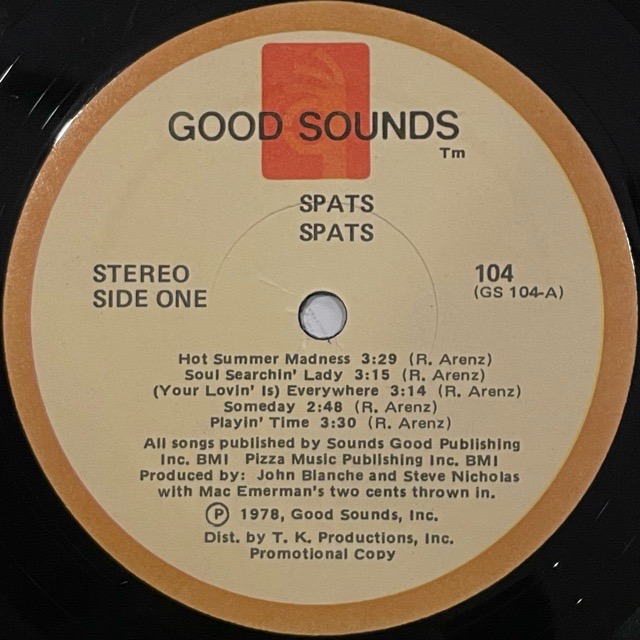 GOOD SOUNDS
Tm
SPATS
SPATS
STEREO
SIDE ONE
104
(GS 104-A)
Hot Summer Madness 3:29 (R. Arenz)
Soul Searchin' Lady 3:15 (R. Arenz)
(Your Lovin' Is) Everywhere 3:14 (R. Arenz)
Someday 2:48 (R. Arenz)
Playin' Time 3:30 (R. Arenz)
All songs published by Sounds Good Publishing
Inc. BMI Pizza Music Publishing Inc. BMI
Produced by: John Blanche and Steve Nicholas
with Mac Emerman's two cents thrown in.
Ⓟ 1978, Good Sounds, Inc.
Dist. by T. K. Productions, Inc.
Promotional Copy